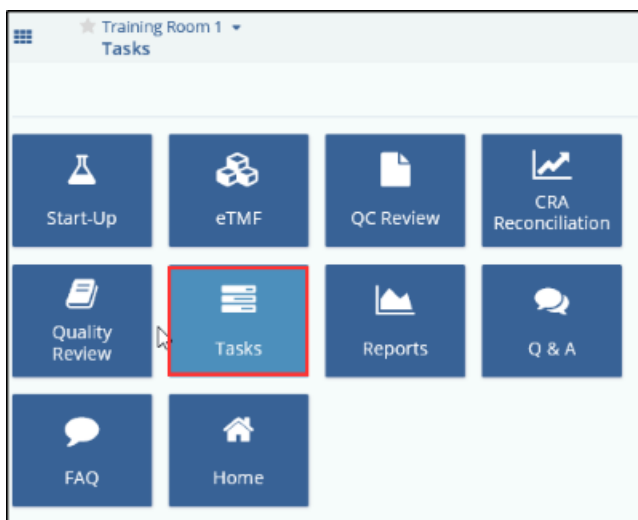 Training Room 1
Tasks
Start-Up
eTMF
QC Review
CRA
Reconciliation
Quality
Review
Tasks
Reports
Q & A
FAQ
Home